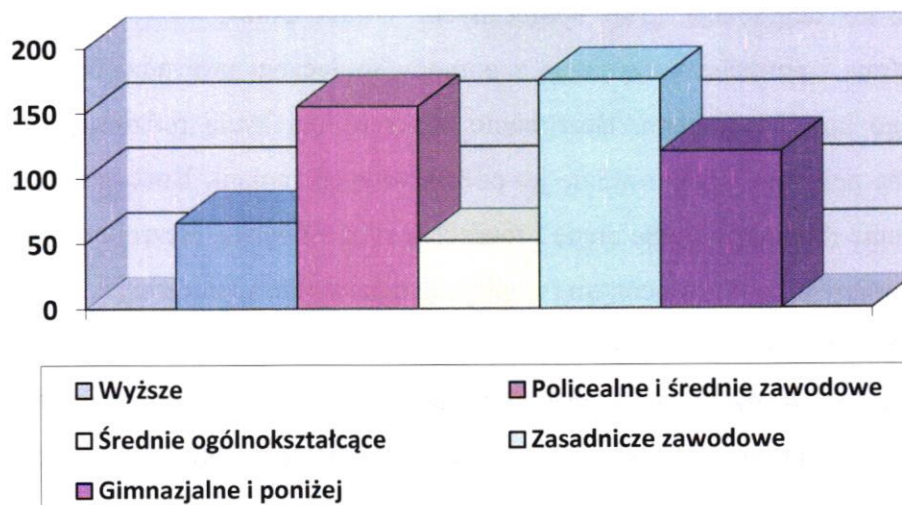 200
150
100
50
0
Wyższe
Policealne i średnie zawodowe
Średnie ogólnokształcące
Zasadnicze zawodowe
Gimnazjalne i poniżej